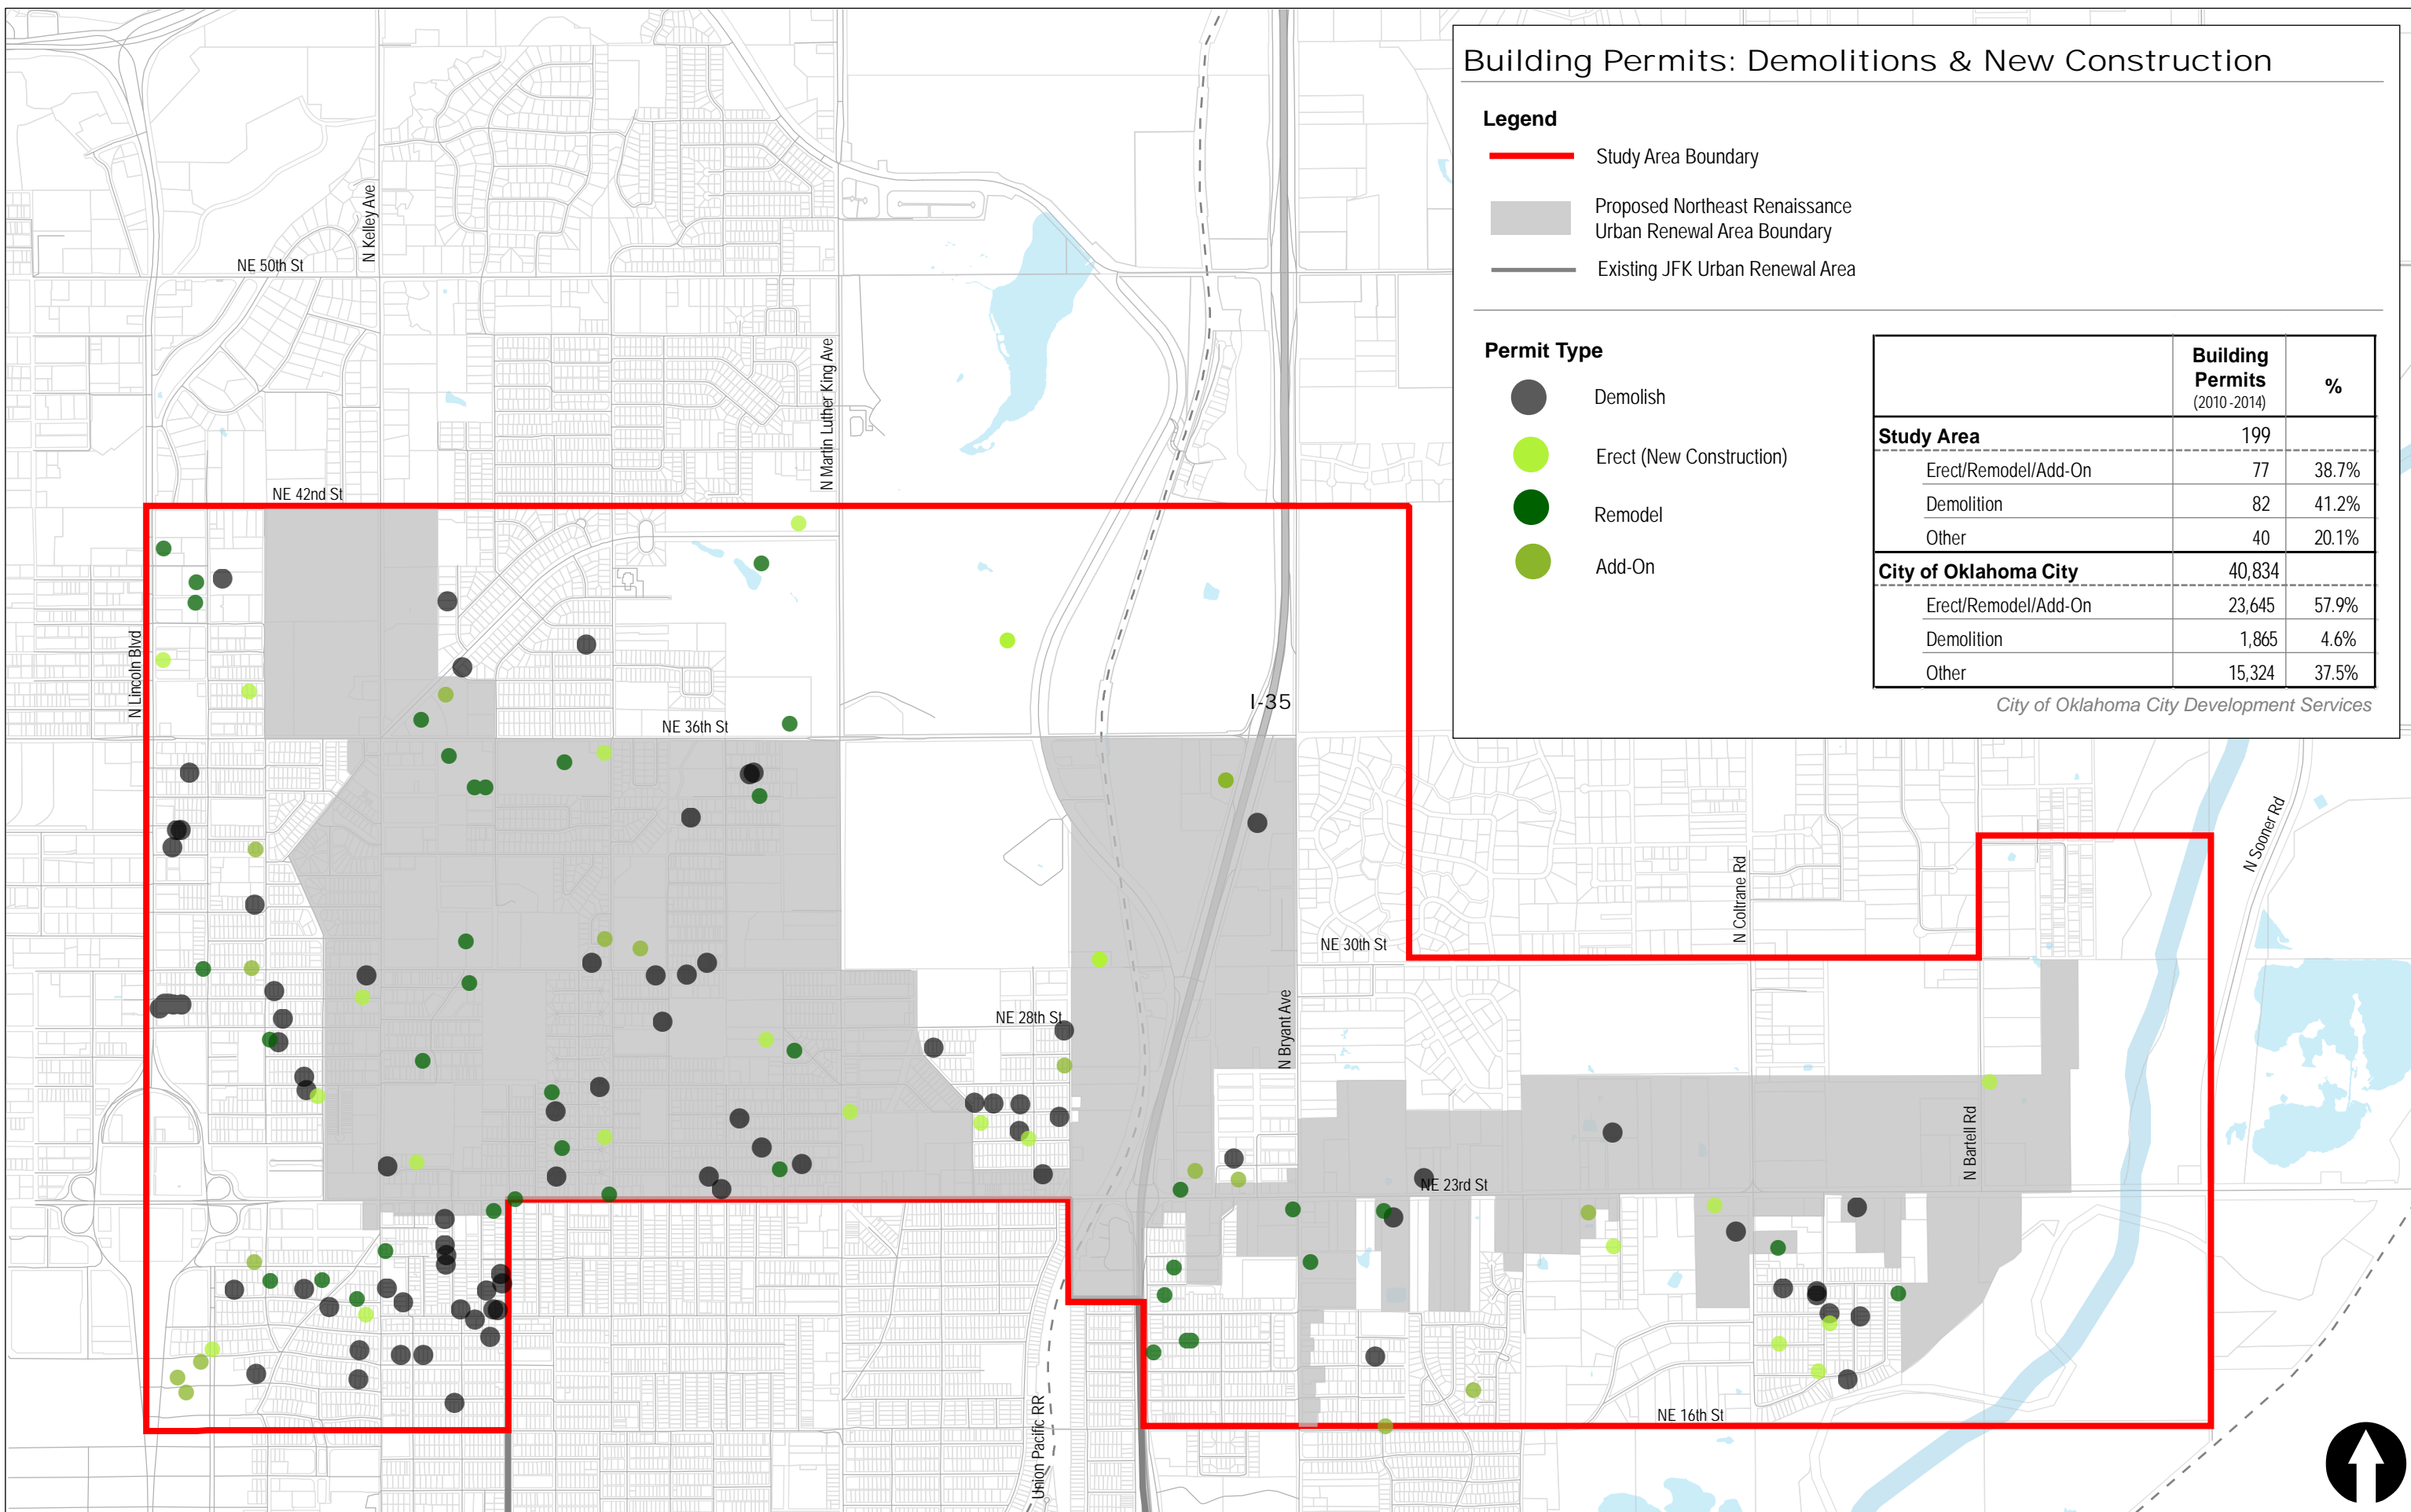 Building Permits: Demolitions & New Construction
Legend
Study Area Boundary
Proposed Northeast Renaissance
Urban Renewal Area Boundary
Existing JFK Urban Renewal Area
Permit Type
Demolish
Erect (New Construction)
Remodel
Add-On
Building
Permits
(2010 -2014)
%
Study Area 199
Erect/Remodel/Add-On 77 38.7%
Demolition 82 41.2%
Other 40 20.1%
City of Oklahoma City 40,834
Erect/Remodel/Add-On 23,645 57.9%
Demolition 1,865 4.6%
Other 15,324 37.5%
City of Oklahoma City Development Services
N Kelley Ave
NE 50th St
N Martin Luther King Ave
NE 42nd St
N Lincoln Blvd
I-35
NE 36th St
N Sooner Rd
N Coltrane Rd
NE 30th St
NE 28th St
N Bryant Ave
N Bartell Rd
NE 23rd St
Union Pacific RR
NE 16th St